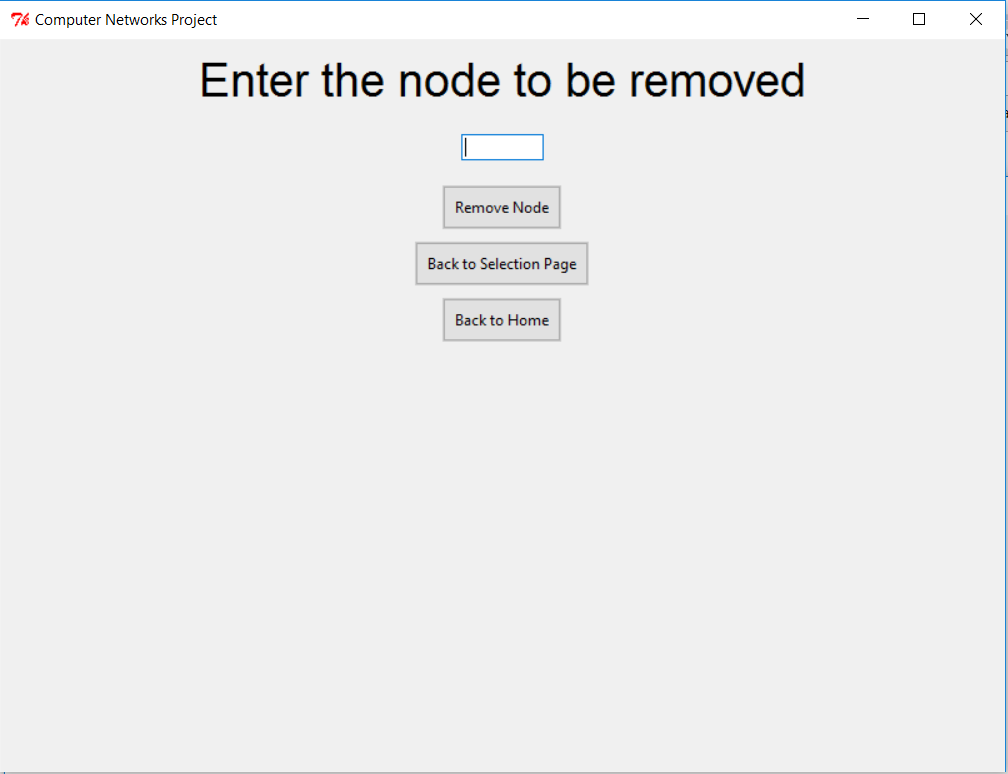 Computer Networks Project
Enter the node to be removed
Remove Node
Back to Selection Page
Back to Home